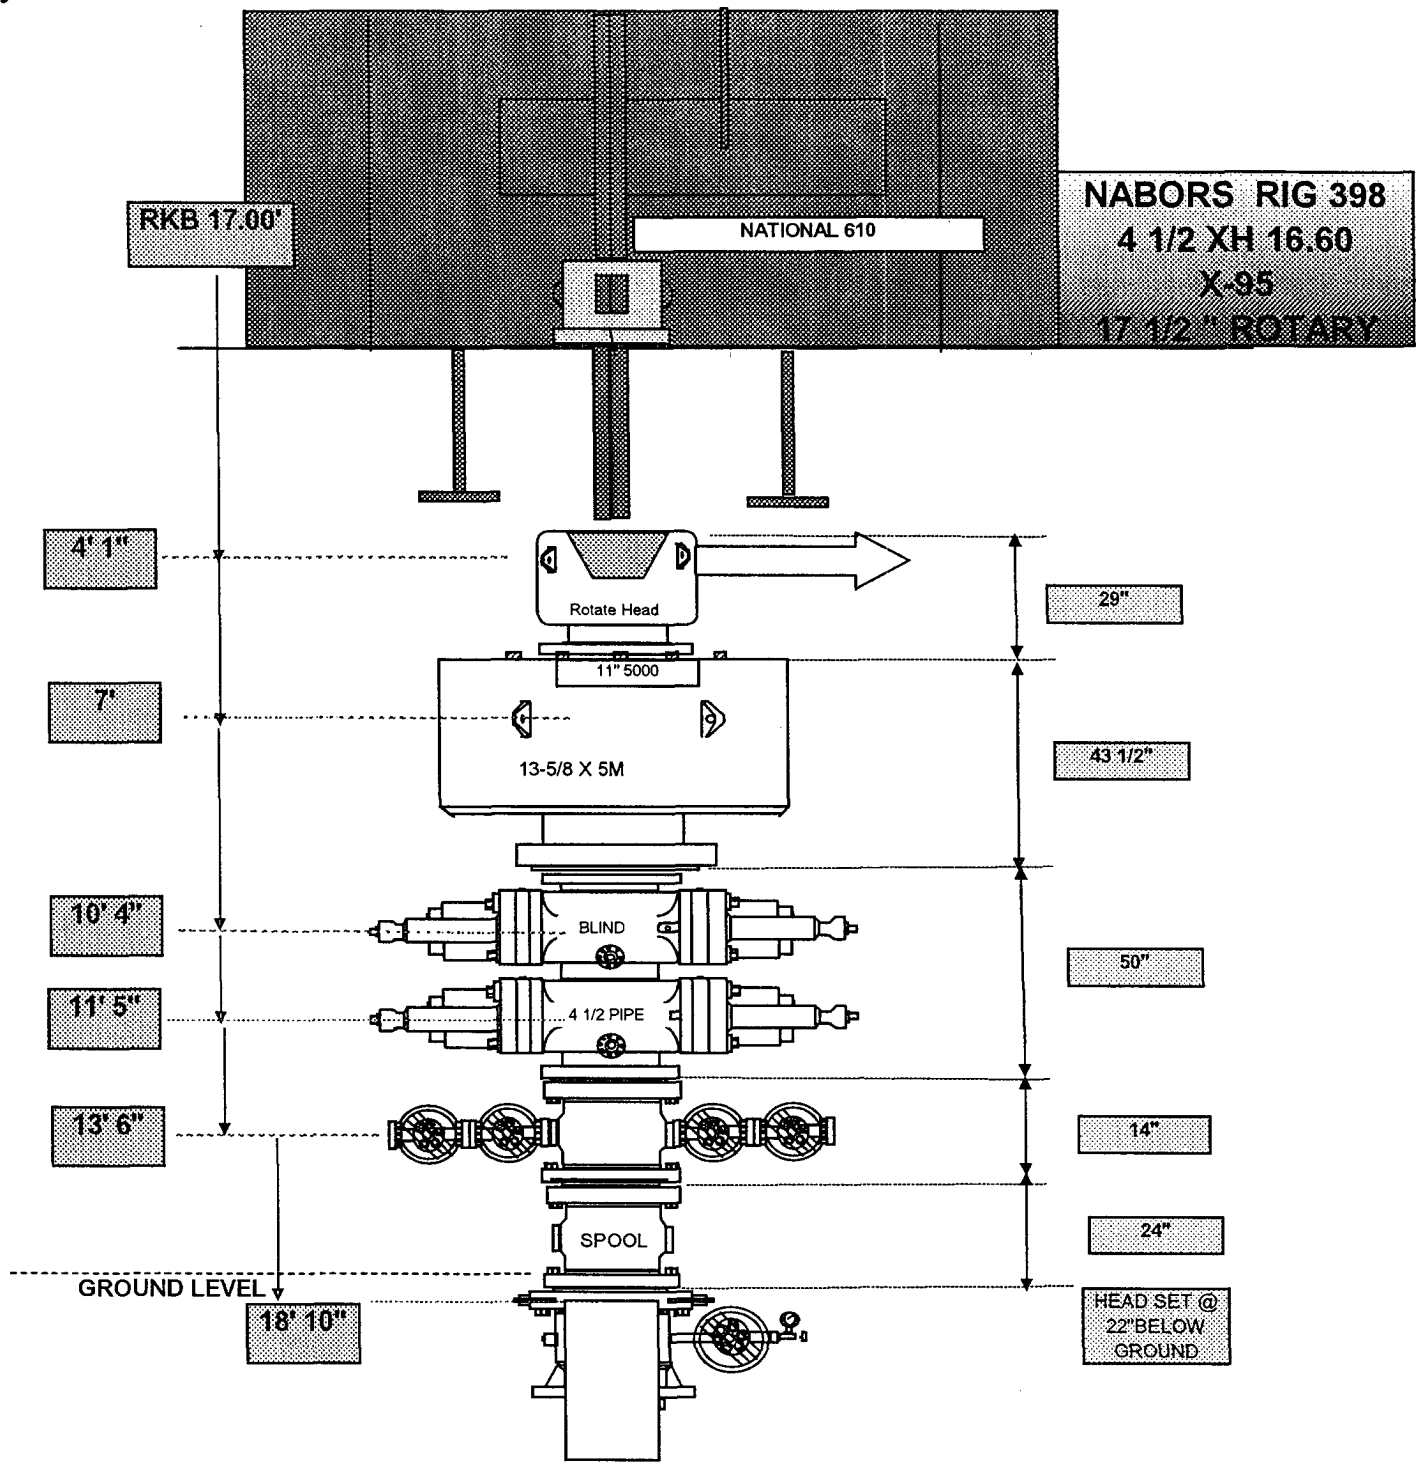 NABORS RIG 398
4 1/2 XH 16.60
X-95
17 1/2 " ROTARY
RKB 17.00'
NATIONAL 610
4' 1"
29"
Rotate Head
11" 5000
7'
43 1/2"
13-5/8 X 5M
10' 4"
BLIND
50"
11' 5"
4 1/2 PIPE
13' 6"
14"
SPOOL
24"
GROUND LEVEL
18' 10"
HEAD SET @
22"BELOW
GROUND